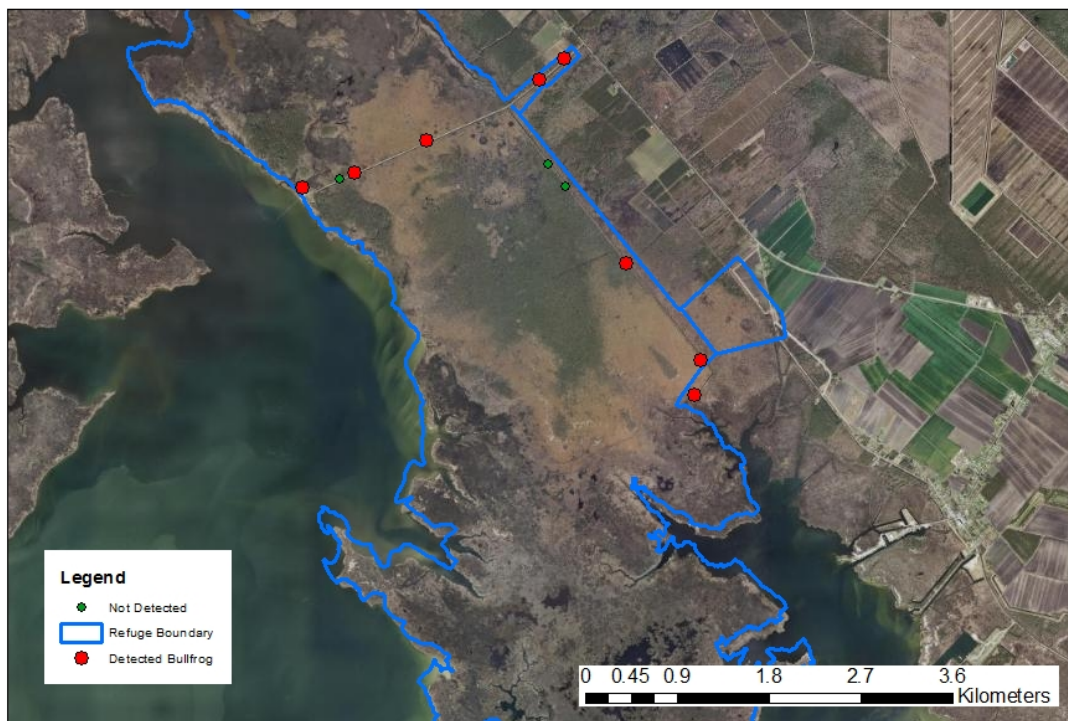 Legend
Not Detected
Refuge Boundary
Detected Bullfrog
0 0.45 0.9 1.8 2.7 3.6
Kilometers